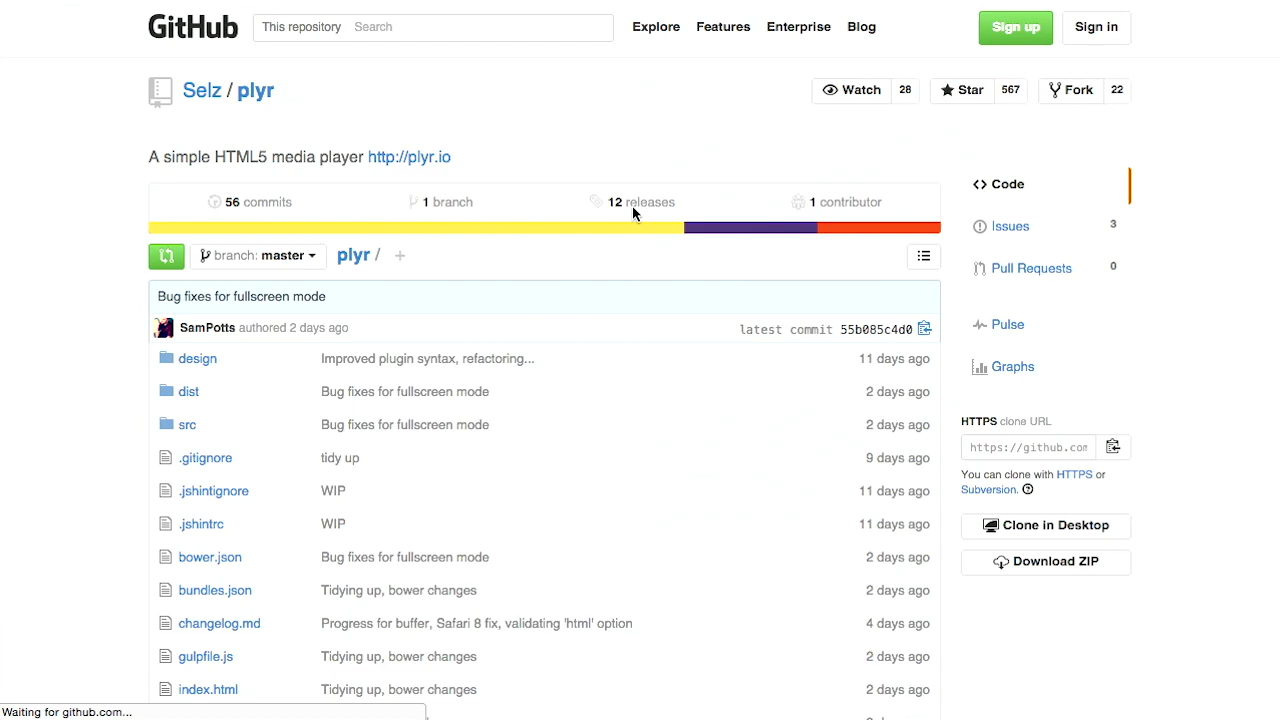 GitHub This repository Search Explore Features Enterprise Blog Sign up Sign in
Selz / plyr Watch 28 Star 567 Fork 22
A simple HTML5 media player http://plyr.io
56 commits 1 branch 12 releases 1 contributor
branch: master plyr / +
Bug fixes for fullscreen mode
SamPotts authored 2 days ago latest commit 55b085c4d0
design Improved plugin syntax, refactoring... 11 days ago
dist Bug fixes for fullscreen mode 2 days ago
src Bug fixes for fullscreen mode 2 days ago
.gitignore tidy up 9 days ago
.jshintignore WIP 11 days ago
.jshintrc WIP 11 days ago
bower.json Bug fixes for fullscreen mode 2 days ago
bundles.json Tidying up, bower changes 2 days ago
changelog.md Progress for buffer, Safari 8 fix, validating 'html' option 4 days ago
gulpfile.js Tidying up, bower changes 2 days ago
index.html Tidying up, bower changes 2 days ago
Code
Issues 3
Pull Requests 0
Pulse
Graphs
HTTPS clone URL
https://github.com
You can clone with HTTPS or
Subversion.
Clone in Desktop
Download ZIP
Waiting for github.com...